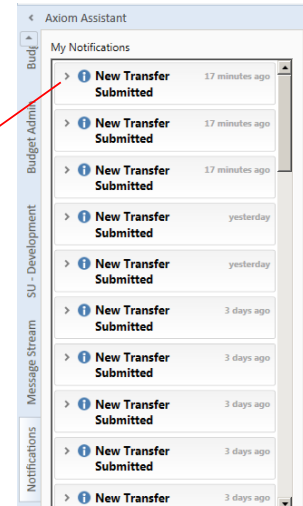 Axiom Assistant
My Notifications
New Transfer
Submitted
17 minutes ago
New Transfer
Submitted
17 minutes ago
New Transfer
Submitted
17 minutes ago
New Transfer
Submitted
yesterday
New Transfer
Submitted
yesterday
New Transfer
Submitted
3 days ago
New Transfer
Submitted
3 days ago
New Transfer
Submitted
3 days ago
New Transfer
Submitted
3 days ago
New Transfer
3 days ago
Budget Admin
SU - Development
Message Stream
Notifications